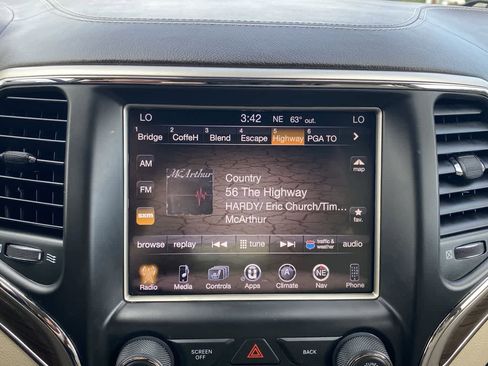 LO 3:42 NE 63° out. LO
1 Bridge 2 CoffeH 3 Blend 4 Escape 5 Highway 6 PGA TO
AM
FM
sxm
McArthur
Country
56 The Highway
HARDY/ Eric Church/Tim...
McArthur
map
fav.
browse replay tune traffic & weather audio
Radio Media Controls Apps A Climate NE Nav Phone
SCREEN OFF
BACK